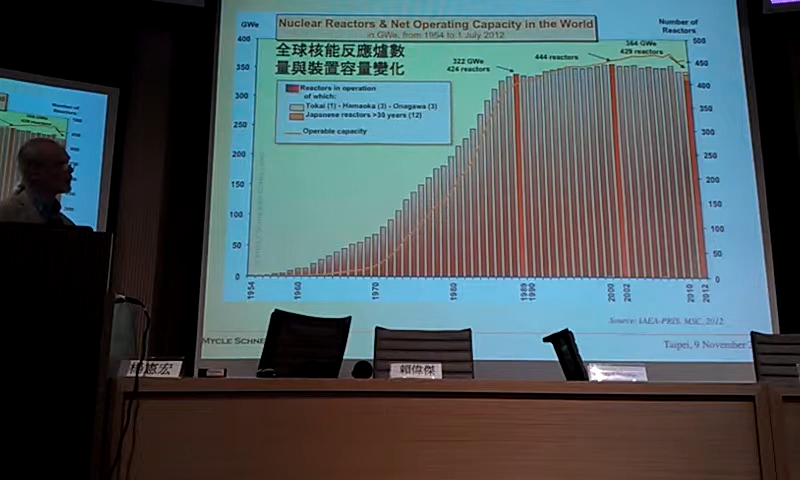 GWe
Nuclear Reactors & Net Operating Capacity in the World
in GWe, from 1954 to 1 July 2012
Number of
Reactors
全球核能反應爐數
量與裝置容量變化
322 GWe
424 reactors
444 reactors
364 GWe
429 reactors
Reactors in operation
of which:
Tokai (1) - Hamaoka (3) - Onagawa (3)
Japanese reactors >30 years (12)
Operable capacity
400
350
300
250
200
150
100
50
0
500
450
400
350
300
250
200
150
100
50
0
1954
1960
1970
1980
1989
1990
2000
2002
2010
2012
Source: IAEA-PRIS, MSC, 2012
MYCLE SCHNE
Taipei, 9 November 2
賴偉傑